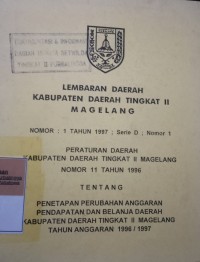 LEMBARAN DAERAH
KABUPATEN DAERAH TINGKAT II
MAGELANG
NOMOR : 1 TAHUN 1997 ; Serie D ; Nomor 1
PERATURAN DAERAH
KABUPATEN DAERAH TINGKAT II MAGELANG
NOMOR 11 TAHUN 1996
TENTANG
PENETAPAN PERUBAHAN ANGGARAN
PENDAPATAN DAN BELANJA DAERAH
KABUPATEN DAERAH TINGKAT II MAGELANG
TAHUN ANGGARAN 1996 / 1997